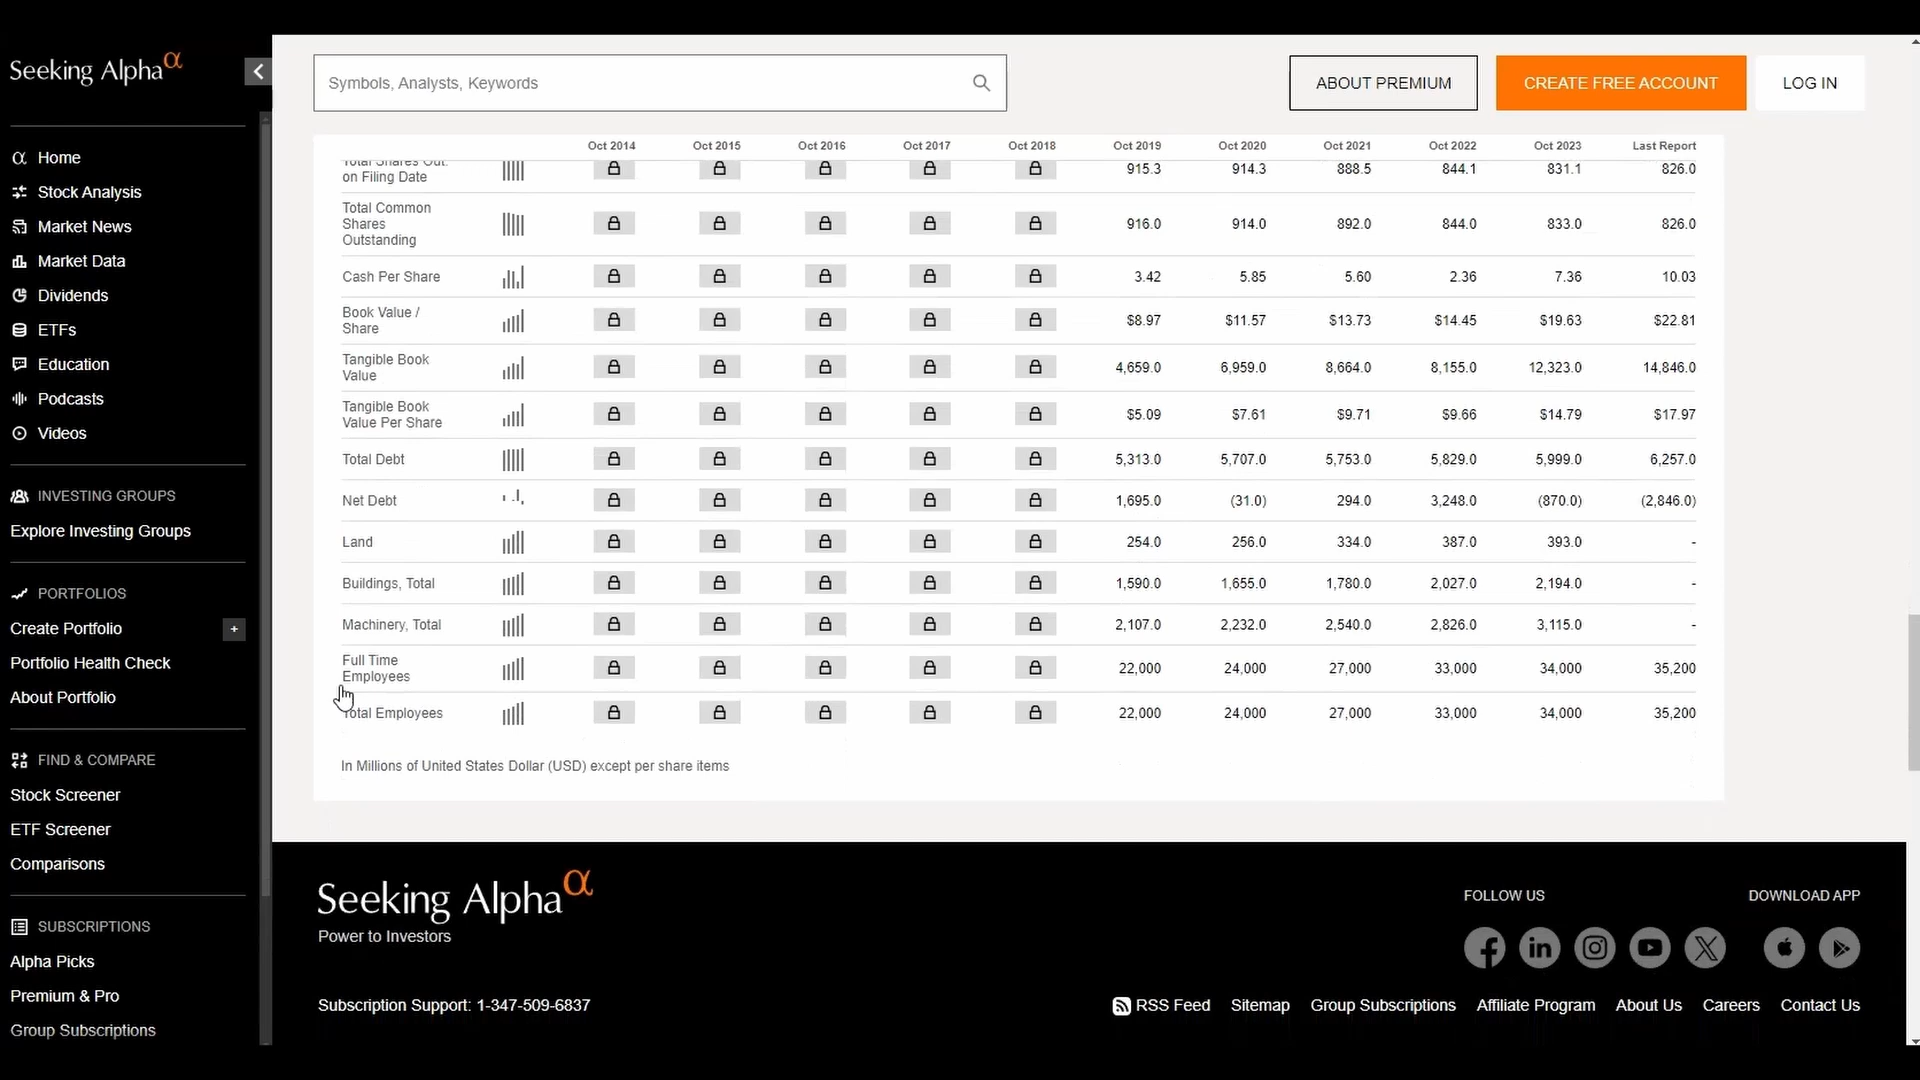 Seeking Alpha α
Symbols, Analysts, Keywords
ABOUT PREMIUM
CREATE FREE ACCOUNT
LOG IN
Home
Stock Analysis
Market News
Market Data
Dividends
ETFs
Education
Podcasts
Videos
INVESTING GROUPS
Explore Investing Groups
PORTFOLIOS
Create Portfolio +
Portfolio Health Check
About Portfolio
FIND & COMPARE
Stock Screener
ETF Screener
Comparisons
SUBSCRIPTIONS
Alpha Picks
Premium & Pro
Group Subscriptions
Oct 2014 Oct 2015 Oct 2016 Oct 2017 Oct 2018 Oct 2019 Oct 2020 Oct 2021 Oct 2022 Oct 2023 Last Report
Total Shares Out.
on Filing Date 915.3 914.3 888.5 844.1 831.1 826.0
Total Common
Shares
Outstanding 916.0 914.0 892.0 844.0 833.0 826.0
Cash Per Share 3.42 5.85 5.60 2.36 7.36 10.03
Book Value /
Share $8.97 $11.57 $13.73 $14.45 $19.63 $22.81
Tangible Book
Value 4,659.0 6,959.0 8,664.0 8,155.0 12,323.0 14,846.0
Tangible Book
Value Per Share $5.09 $7.61 $9.71 $9.66 $14.79 $17.97
Total Debt 5,313.0 5,707.0 5,753.0 5,829.0 5,999.0 6,257.0
Net Debt 1,695.0 (31.0) 294.0 3,248.0 (870.0) (2,846.0)
Land 254.0 256.0 334.0 387.0 393.0 -
Buildings, Total 1,590.0 1,655.0 1,780.0 2,027.0 2,194.0 -
Machinery, Total 2,107.0 2,232.0 2,540.0 2,826.0 3,115.0 -
Full Time
Employees 22,000 24,000 27,000 33,000 34,000 35,200
Total Employees 22,000 24,000 27,000 33,000 34,000 35,200
In Millions of United States Dollar (USD) except per share items
Seeking Alpha α
Power to Investors
FOLLOW US
DOWNLOAD APP
Subscription Support: 1-347-509-6837
RSS Feed Sitemap Group Subscriptions Affiliate Program About Us Careers Contact Us